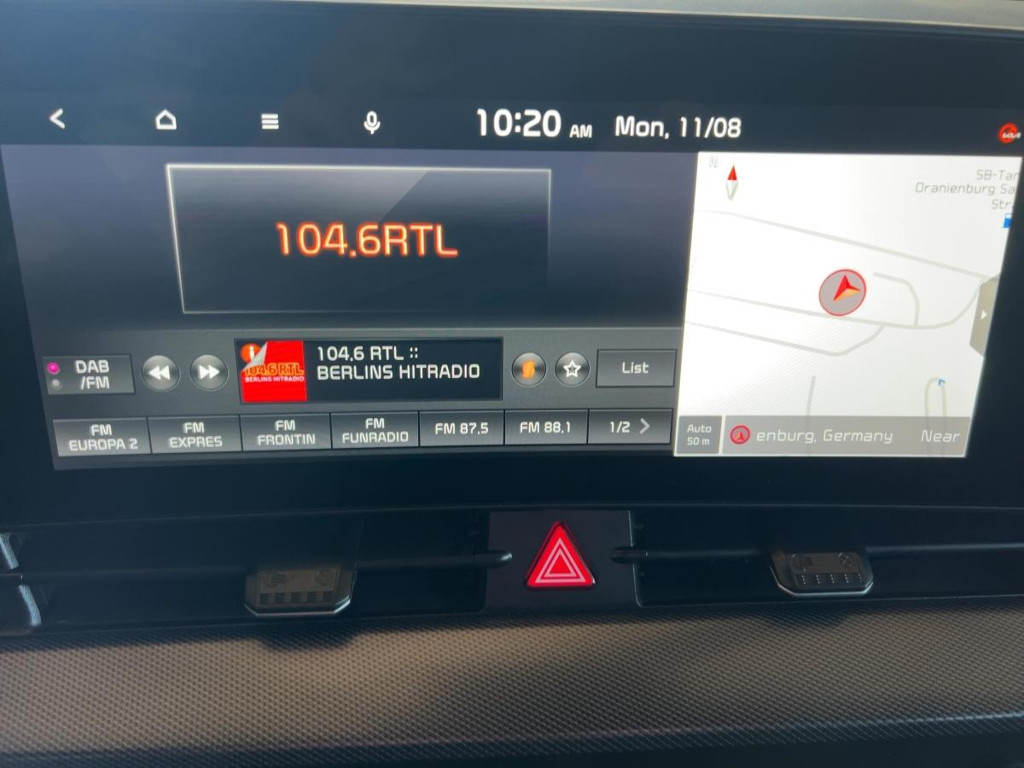 10:20 AM Mon, 11/08
KIA
N
SB-Tan
Oranienburg Sa
Str
104.6RTL
DAB
/FM
104.6 RTL
BERLINS HITRADIO
104.6 RTL ::
BERLINS HITRADIO
List
FM
EUROPA 2
FM
EXPRES
FM
FRONTIN
FM
FUNRADIO
FM 87.5
FM 88.1
1/2
Auto
50 m
enburg, Germany Near